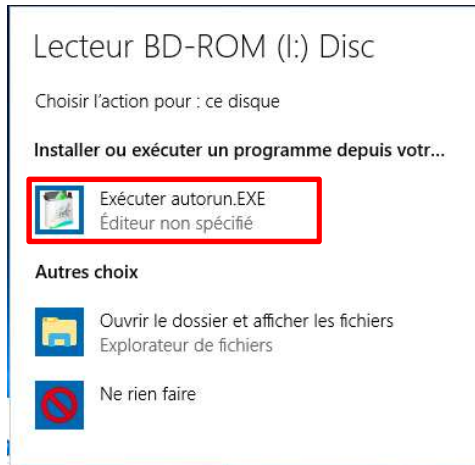 Lecteur BD-ROM (I:) Disc
Choisir l'action pour : ce disque
Installer ou exécuter un programme depuis votr...
Exécuter autorun.EXE
Éditeur non spécifié
Autres choix
Ouvrir le dossier et afficher les fichiers
Explorateur de fichiers
Ne rien faire